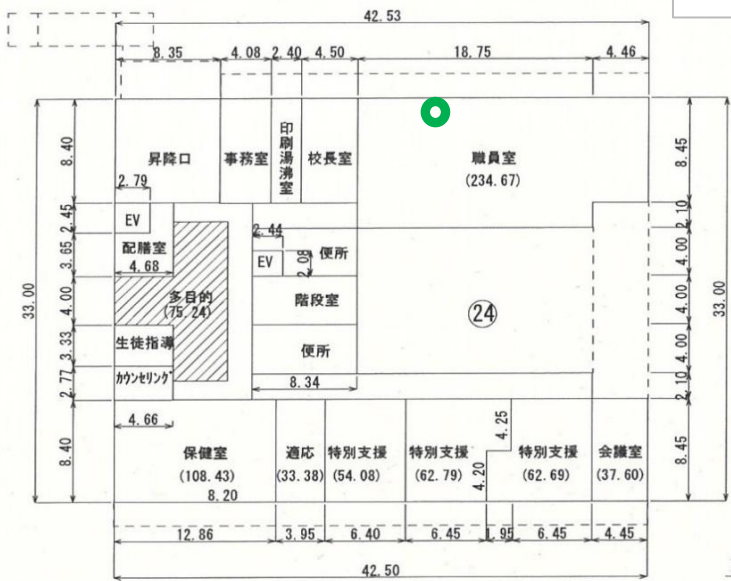 42.53
8.35 4.08 2.40 4.50 18.75 4.46
33.00
8.40
昇降口
事務室
印刷湯沸室
校長室
職員室
(234.67)
8.45
33.00
2.79
2.45
EV
2.10
配膳室
3.65
4.68
2.44
EV
2.08
便所
4.00
4.00
多目的
(75.24)
階段室
㉔
4.00
3.33
生徒指導
便所
4.00
2.77
カウンセリング
8.34
2.10
4.66
8.40
保健室
(108.43)
8.20
適応
(33.38)
特別支援
(54.08)
特別支援
(62.79)
4.25
4.20
特別支援
(62.69)
会議室
(37.60)
8.45
12.86 3.95 6.40 6.45 1.95 6.45 4.45
42.50